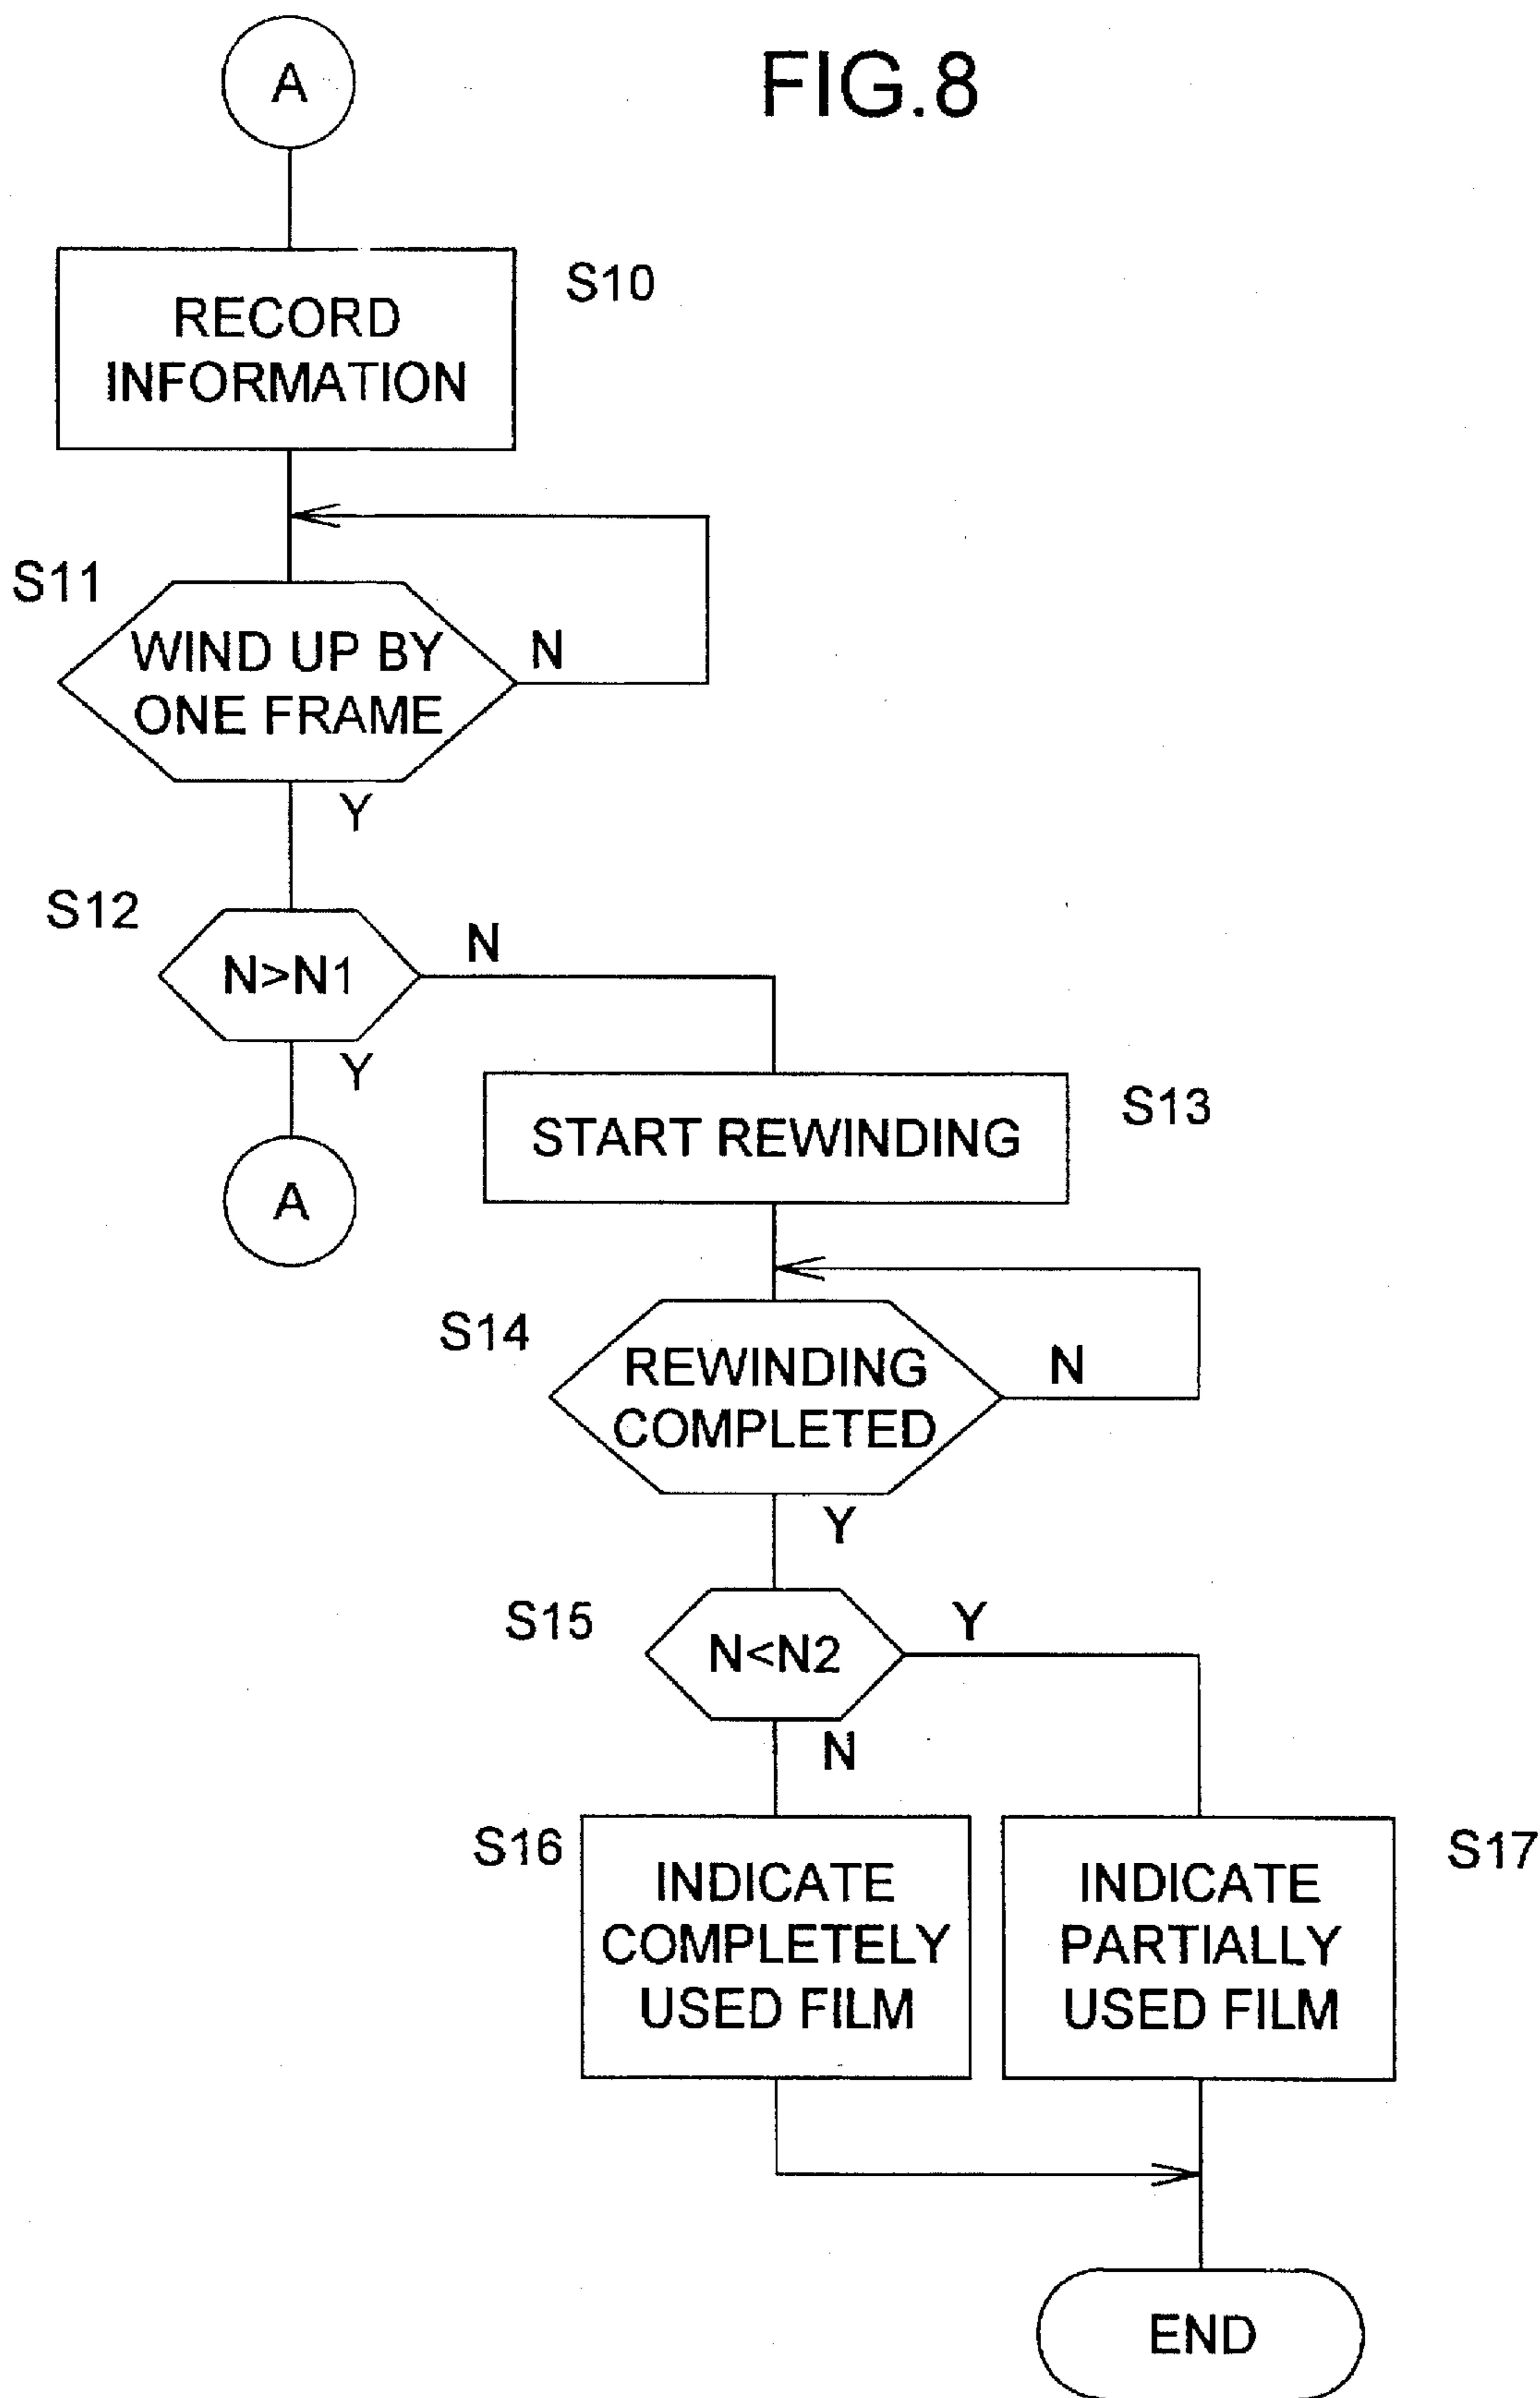 FIG.8
A
S10
RECORD
INFORMATION
S11
WIND UP BY
ONE FRAME
N
Y
S12
N>N1
N
Y
A
S13
START REWINDING
S14
REWINDING
COMPLETED
N
Y
S15
N<N2
Y
N
S16
INDICATE
COMPLETELY
USED FILM
S17
INDICATE
PARTIALLY
USED FILM
END